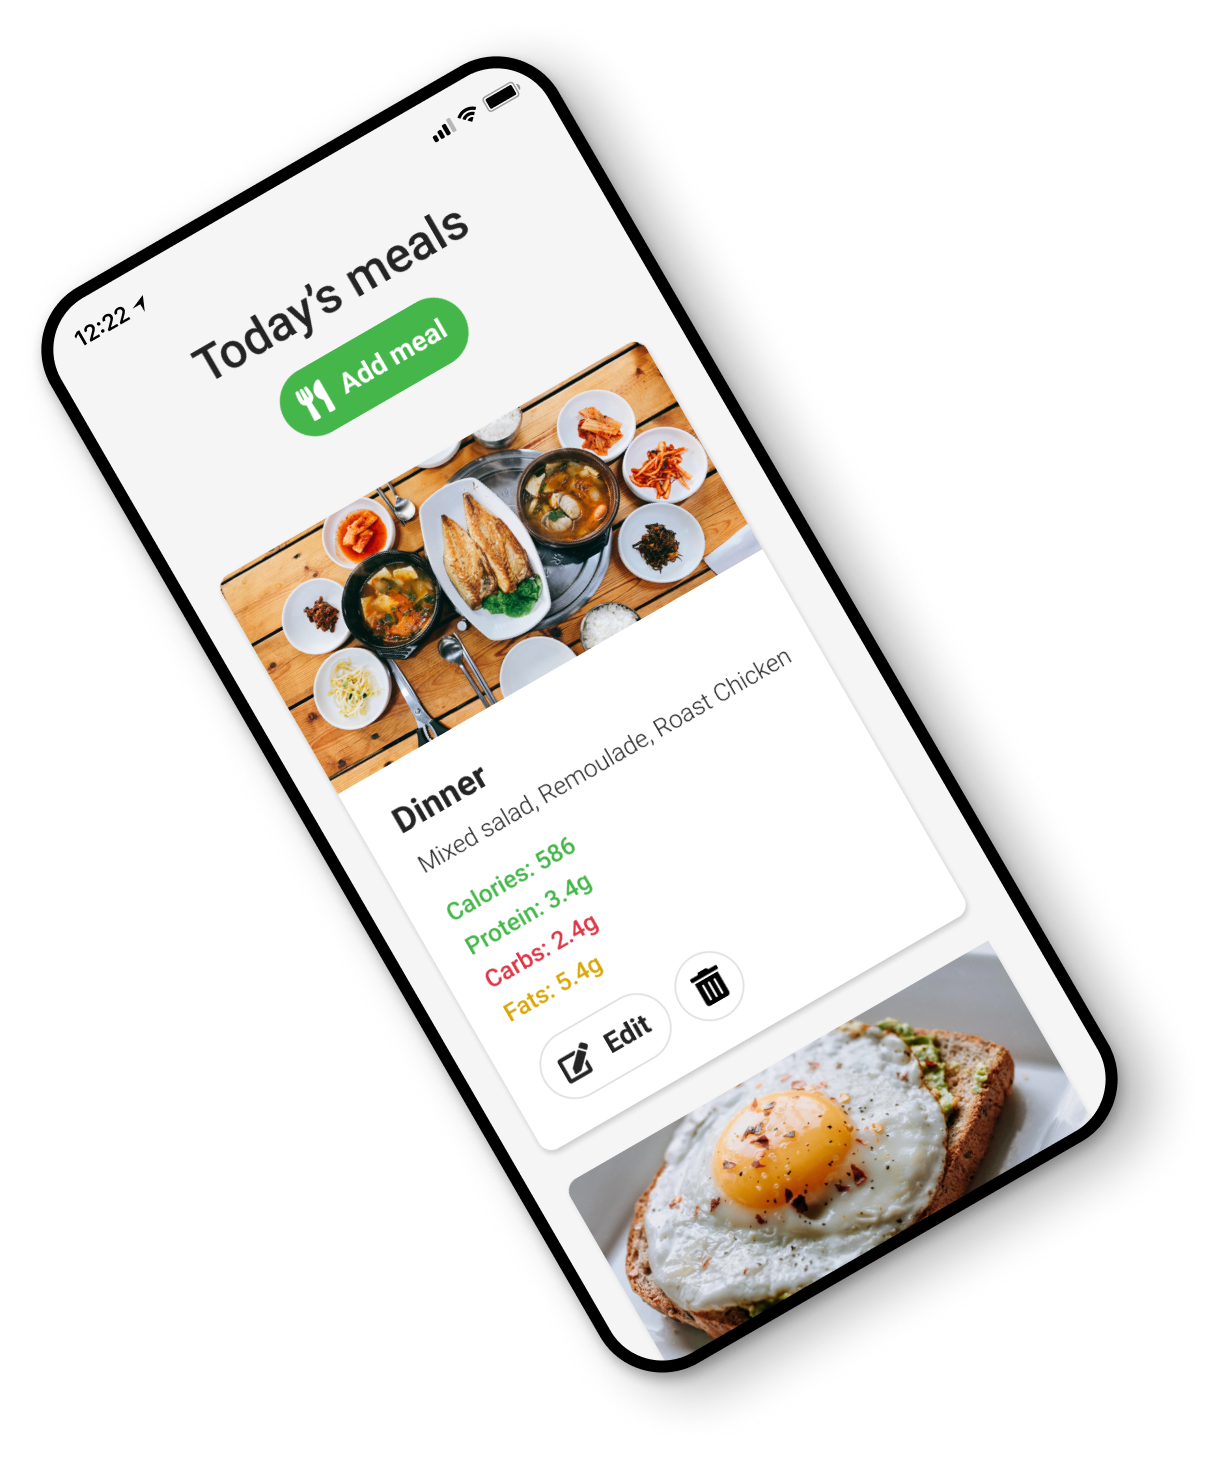 12:22
Today's meals
Add meal
Dinner
Mixed salad, Remoulade, Roast Chicken
Calories: 586
Protein: 3.4g
Carbs: 2.4g
Fats: 5.4g
Edit